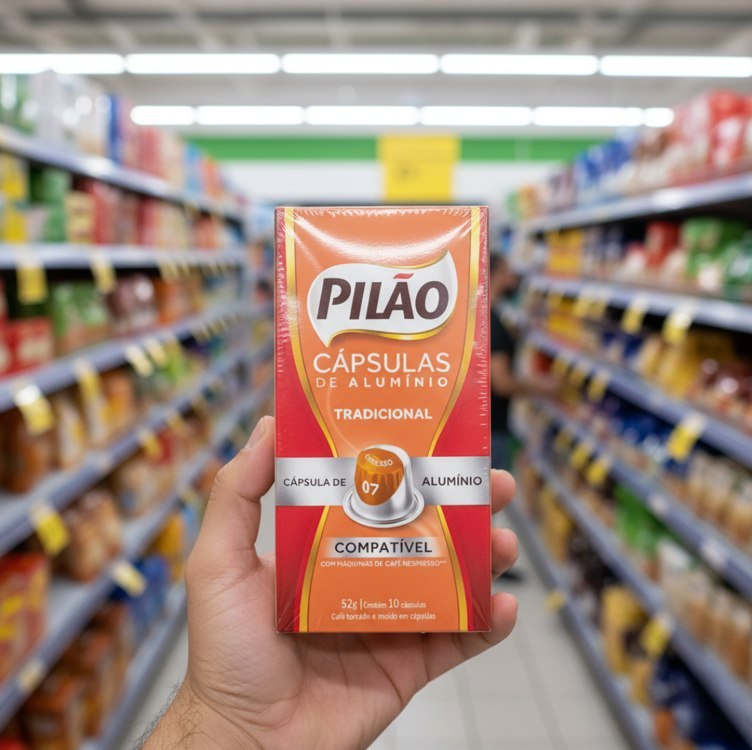 PILÃO
CÁPSULAS
DE ALUMÍNIO
TRADICIONAL
CÁPSULA DE ALUMÍNIO
07
COMPATÍVEL
COM MÁQUINAS DE CAFÉ NESPRESSO
52g | Contém 10 cápsulas
Café torrado e moído em cápsulas